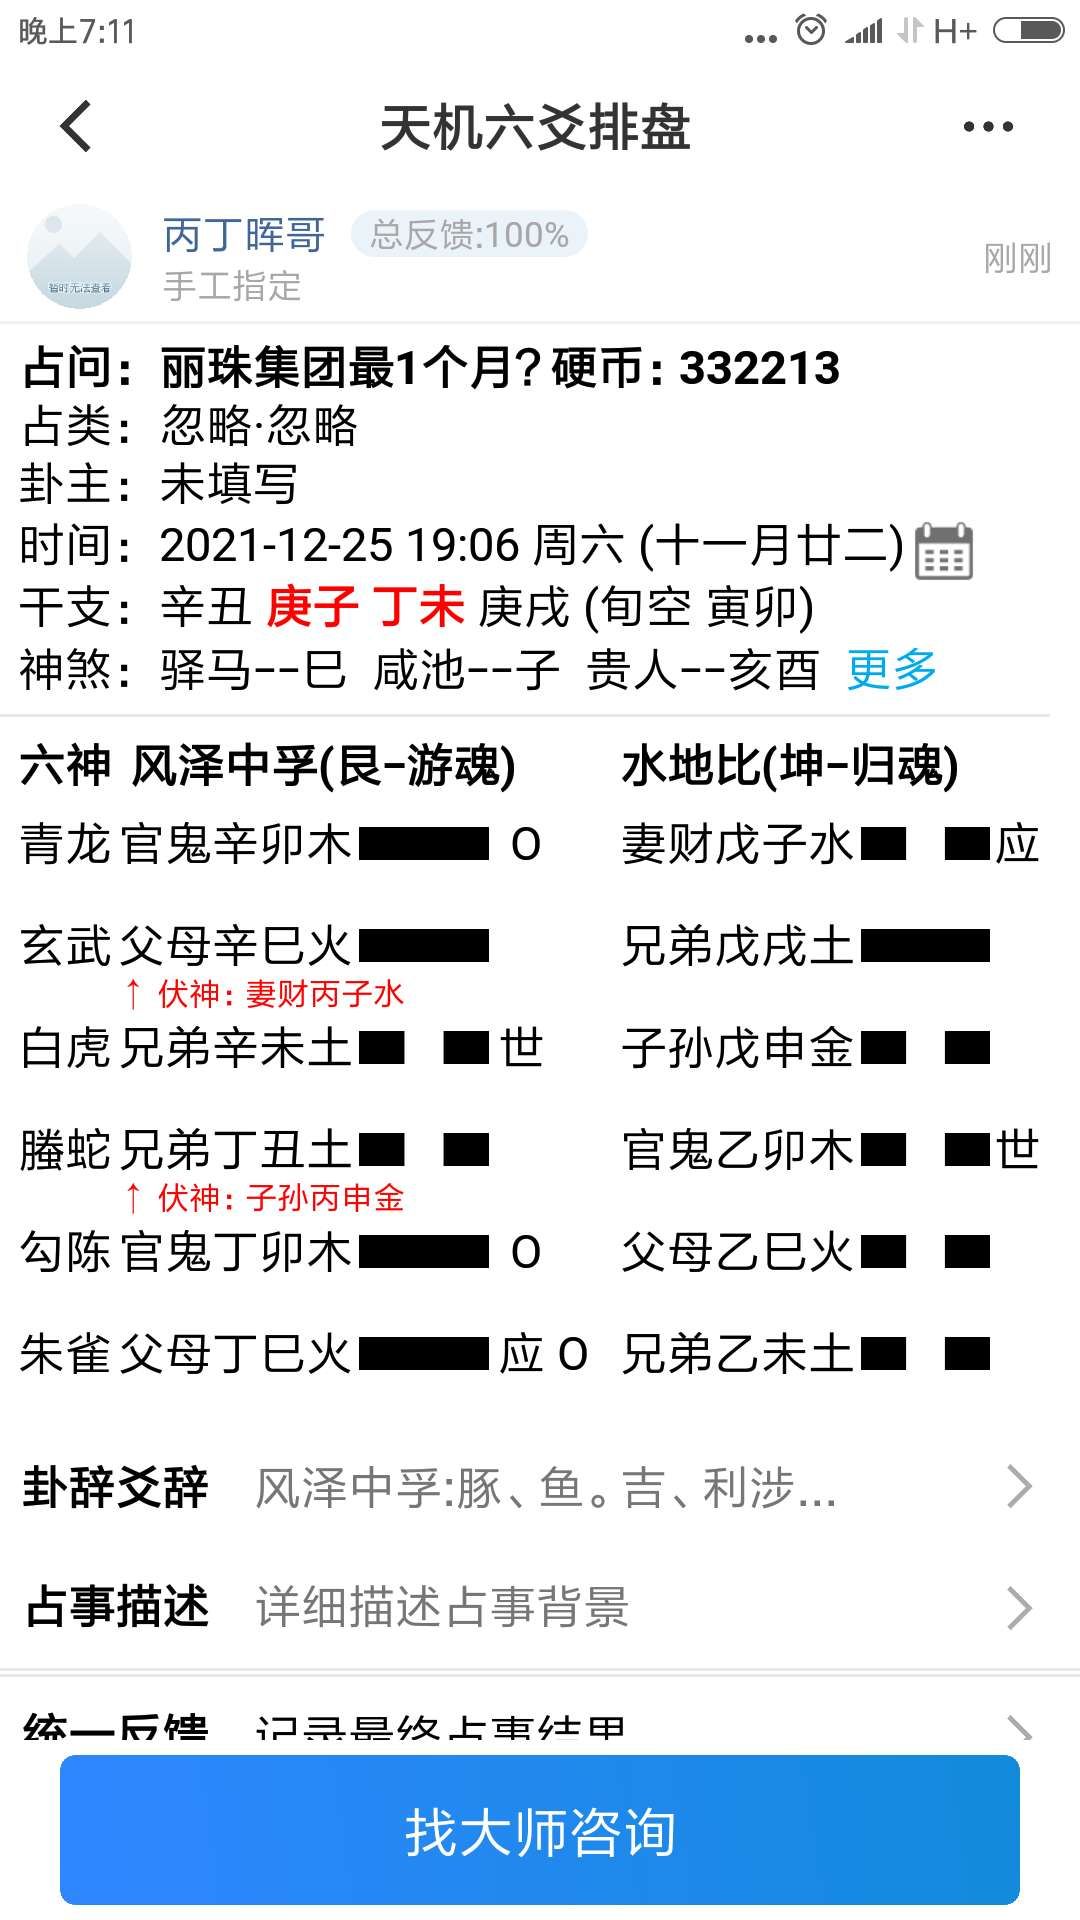 晚上7:11
H+
天机六爻排盘
丙丁晖哥 总反馈:100%
手工指定
刚刚
暂时无法查看
占问：丽珠集团最1个月？硬币：332213
占类：忽略·忽略
卦主：未填写
时间：2021-12-25 19:06 周六 (十一月廿二)
干支：辛丑 庚子 丁未 庚戌 (旬空 寅卯)
神煞：驿马--巳 咸池--子 贵人--亥酉 更多
六神 风泽中孚(艮-游魂) 水地比(坤-归魂)
青龙 官鬼辛卯木 O 妻财戊子水 应
玄武 父母辛巳火 兄弟戊戌土
↑ 伏神：妻财丙子水
白虎 兄弟辛未土 世 子孙戊申金
螣蛇 兄弟丁丑土 官鬼乙卯木 世
↑ 伏神：子孙丙申金
勾陈 官鬼丁卯木 O 父母乙巳火
朱雀 父母丁巳火 应 O 兄弟乙未土
卦辞爻辞 风泽中孚:豚、鱼。吉、利涉...
占事描述 详细描述占事背景
统一反馈 记录最终占事结果
找大师咨询